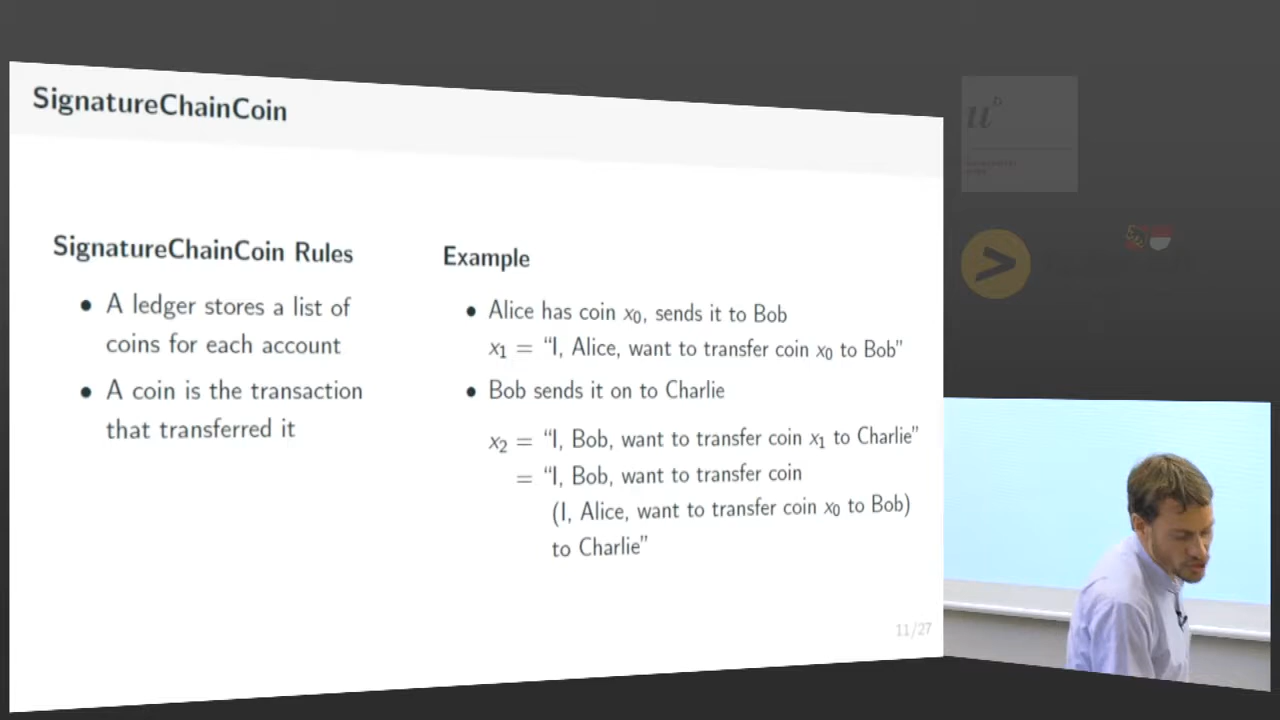 SignatureChainCoin
SignatureChainCoin Rules
• A ledger stores a list of
coins for each account
• A coin is the transaction
that transferred it
Example
• Alice has coin x₀, sends it to Bob
x₁ = “I, Alice, want to transfer coin x₀ to Bob”
• Bob sends it on to Charlie
x₂ = “I, Bob, want to transfer coin x₁ to Charlie”
= “I, Bob, want to transfer coin
(I, Alice, want to transfer coin x₀ to Bob)
to Charlie”
11/27
u^b